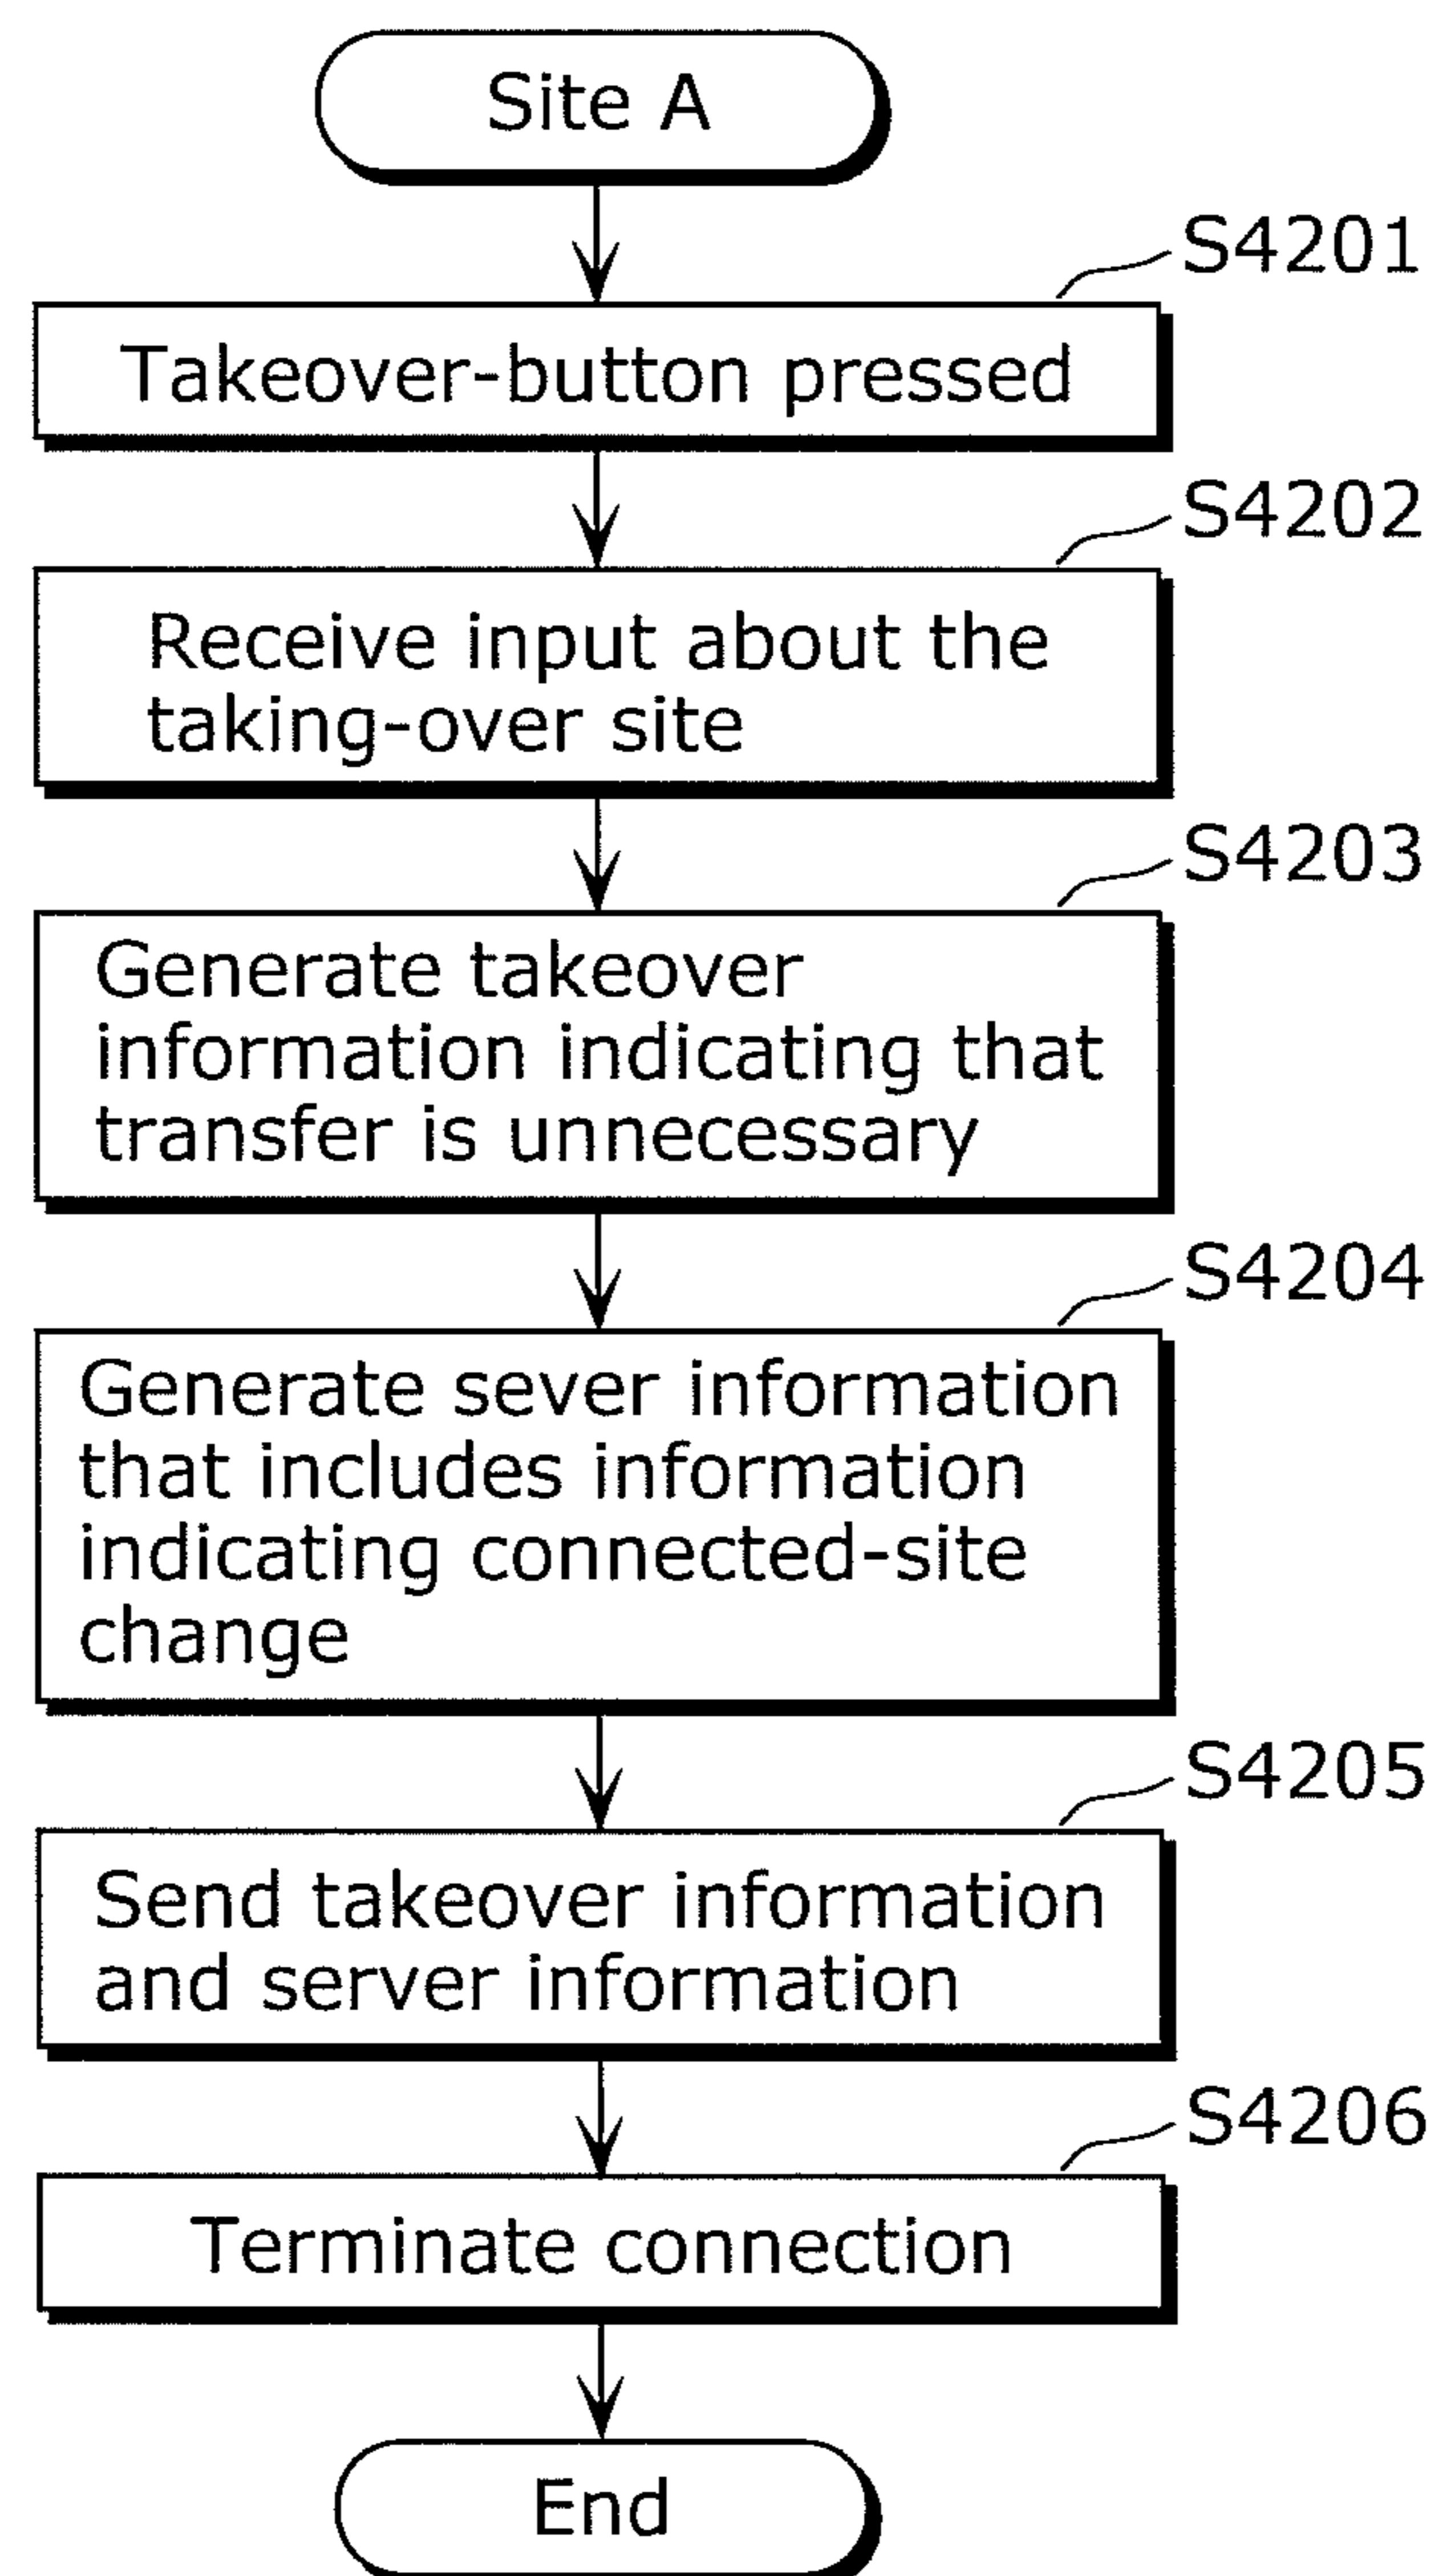 Site A
S4201
Takeover-button pressed
S4202
Receive input about the
taking-over site
S4203
Generate takeover
information indicating that
transfer is unnecessary
S4204
Generate sever information
that includes information
indicating connected-site
change
S4205
Send takeover information
and server information
S4206
Terminate connection
End